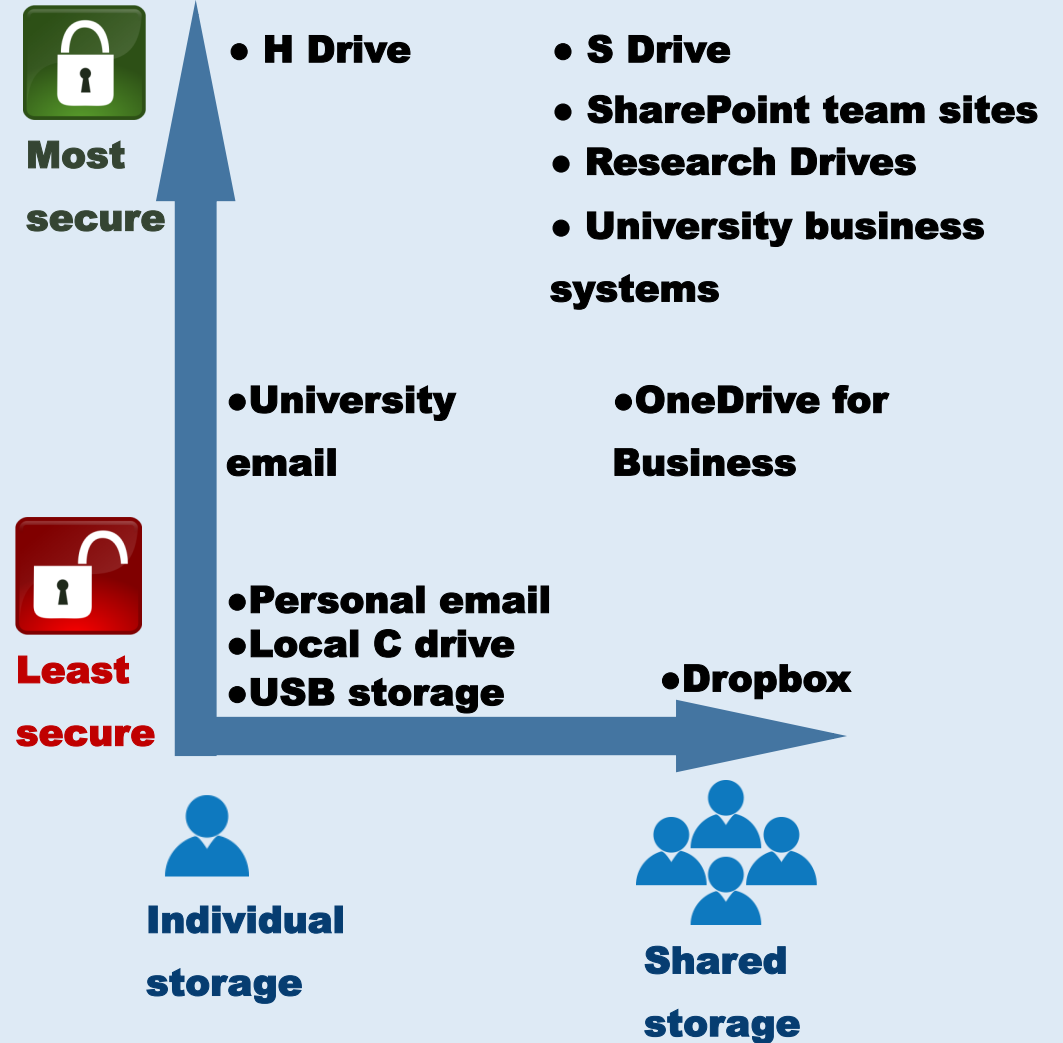 ● H Drive
● S Drive
● SharePoint team sites
● Research Drives
● University business
systems
Most
secure
●University
email
●OneDrive for
Business
●Personal email
●Local C drive
●USB storage
●Dropbox
Least
secure
Individual
storage
Shared
storage